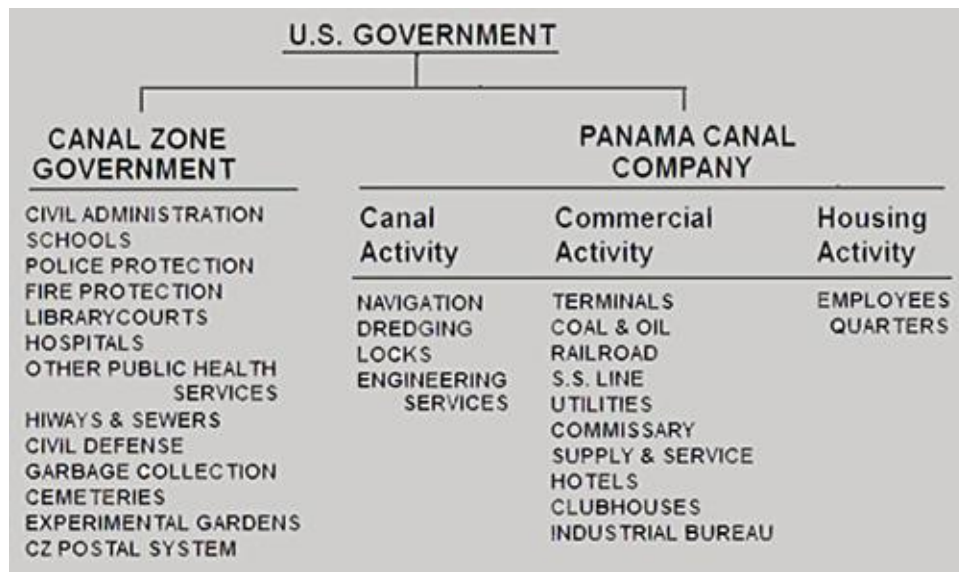 U.S. GOVERNMENT
CANAL ZONE
GOVERNMENT
CIVIL ADMINISTRATION
SCHOOLS
POLICE PROTECTION
FIRE PROTECTION
LIBRARYCOURTS
HOSPITALS
OTHER PUBLIC HEALTH
SERVICES
HIWAYS & SEWERS
CIVIL DEFENSE
GARBAGE COLLECTION
CEMETERIES
EXPERIMENTAL GARDENS
CZ POSTAL SYSTEM
PANAMA CANAL
COMPANY
Canal
Activity
NAVIGATION
DREDGING
LOCKS
ENGINEERING
SERVICES
Commercial
Activity
TERMINALS
COAL & OIL
RAILROAD
S.S. LINE
UTILITIES
COMMISSARY
SUPPLY & SERVICE
HOTELS
CLUBHOUSES
INDUSTRIAL BUREAU
Housing
Activity
EMPLOYEES
QUARTERS